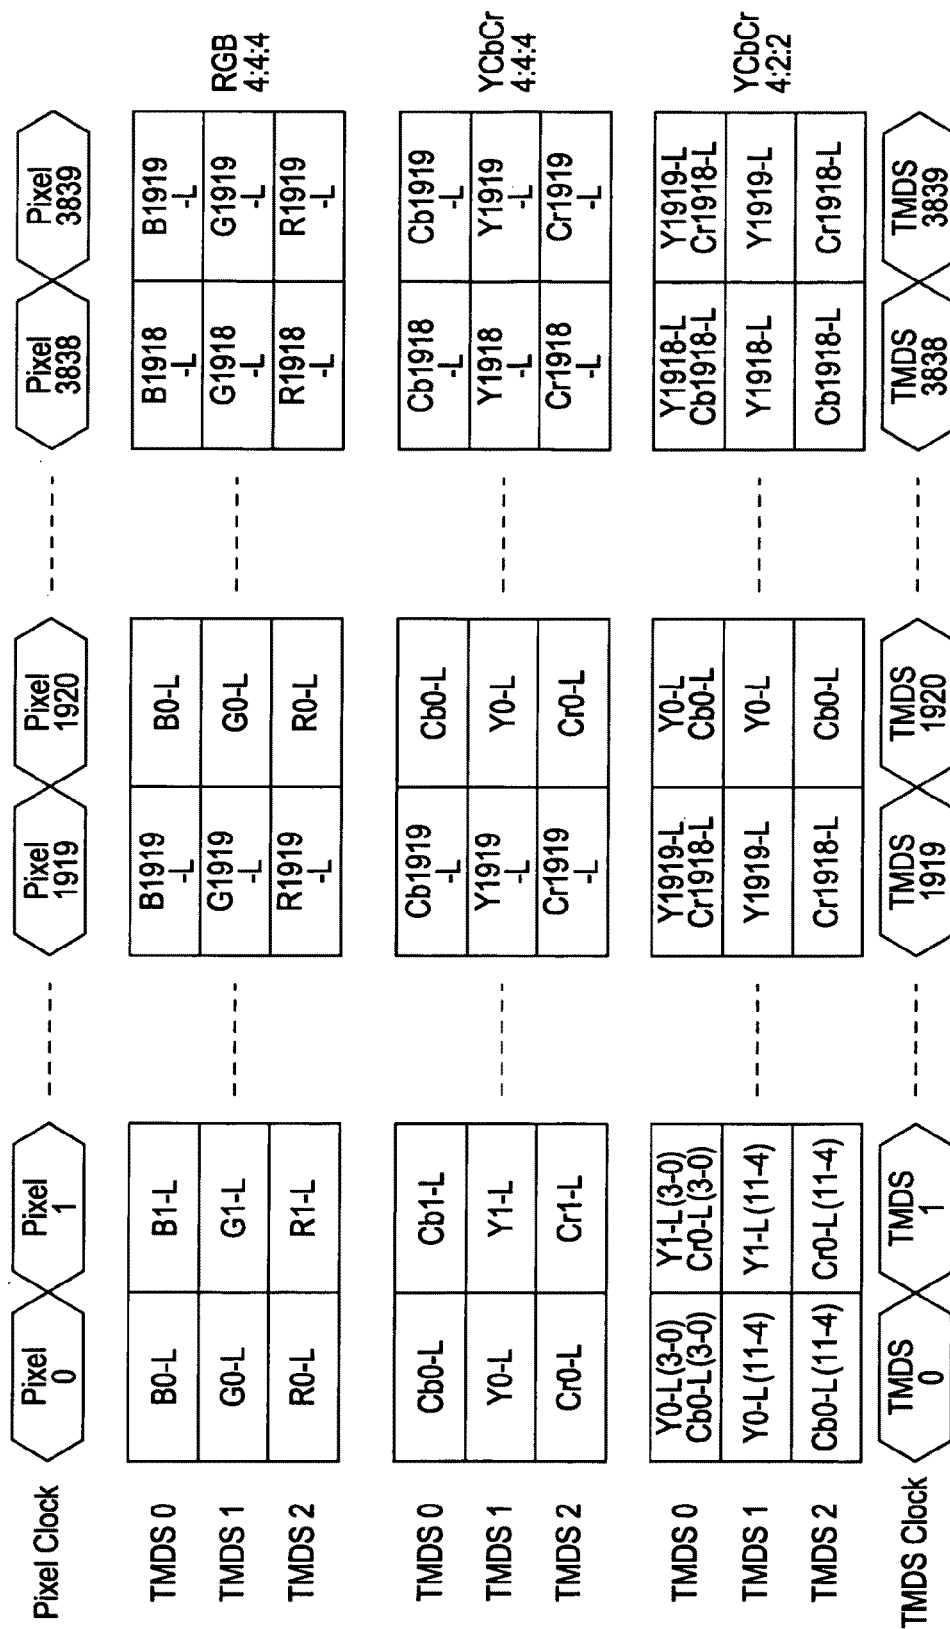 Pixel Clock
Pixel
0
Pixel
1
Pixel
1919
Pixel
1920
Pixel
3838
Pixel
3839
TMDS 0
B0-L
B1-L
B1919
-L
B0-L
B1918
-L
B1919
-L
TMDS 1
G0-L
G1-L
G1919
-L
G0-L
G1918
-L
G1919
-L
TMDS 2
R0-L
R1-L
R1919
-L
R0-L
R1918
-L
R1919
-L
RGB
4:4:4
TMDS 0
Cb0-L
Cb1-L
Cb1919
-L
Cb0-L
Cb1918
-L
Cb1919
-L
TMDS 1
Y0-L
Y1-L
Y1919
-L
Y0-L
Y1918
-L
Y1919
-L
TMDS 2
Cr0-L
Cr1-L
Cr1919
-L
Cr0-L
Cr1918
-L
Cr1919
-L
YCbCr
4:4:4
TMDS 0
Y0-L(3-0)
Cb0-L(3-0)
Y1-L(3-0)
Cr0-L(3-0)
Y1919-L
Cr1918-L
Y0-L
Cb0-L
Y1918-L
Cb1918-L
Y1919-L
Cr1918-L
TMDS 1
Y0-L(11-4)
Y1-L(11-4)
Y1919-L
Y0-L
Y1918-L
Y1919-L
TMDS 2
Cb0-L(11-4)
Cr0-L(11-4)
Cr1918-L
Cb0-L
Cb1918-L
Cr1918-L
YCbCr
4:2:2
TMDS Clock
TMDS
0
TMDS
1
TMDS
1919
TMDS
1920
TMDS
3838
TMDS
3839